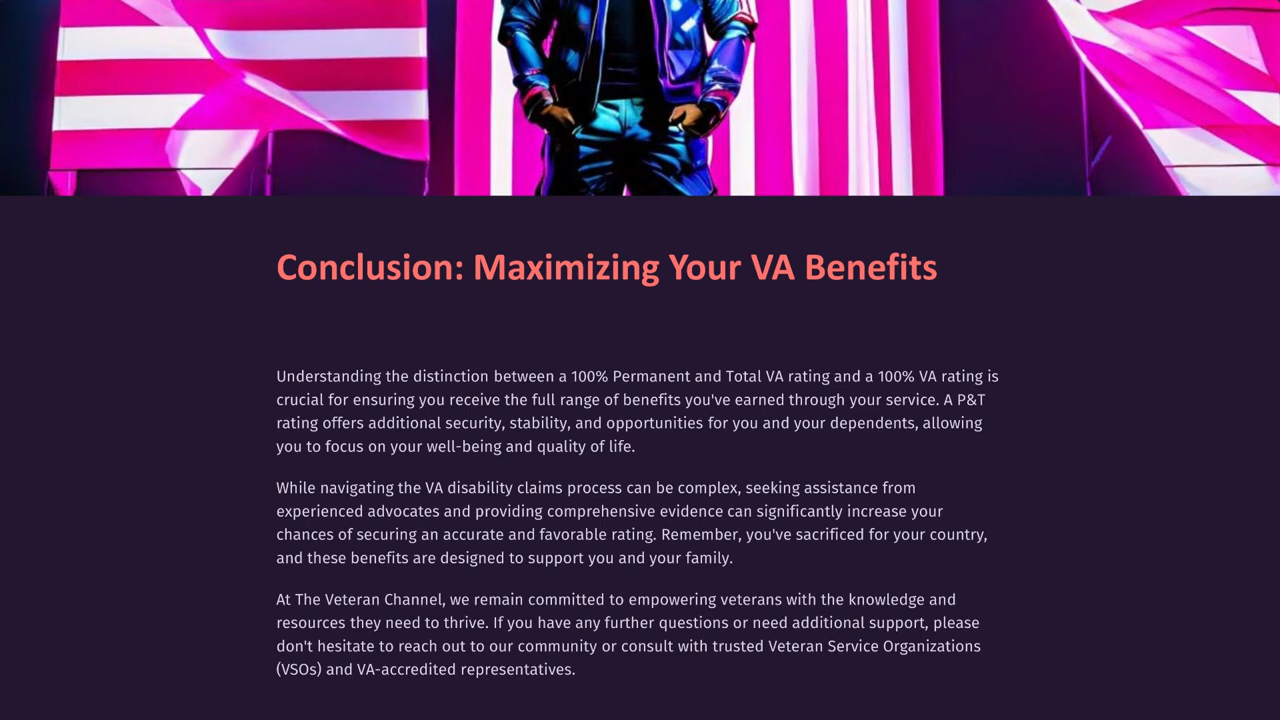 Conclusion: Maximizing Your VA Benefits
Understanding the distinction between a 100% Permanent and Total VA rating and a 100% VA rating is
crucial for ensuring you receive the full range of benefits you've earned through your service. A P&T
rating offers additional security, stability, and opportunities for you and your dependents, allowing
you to focus on your well-being and quality of life.
While navigating the VA disability claims process can be complex, seeking assistance from
experienced advocates and providing comprehensive evidence can significantly increase your
chances of securing an accurate and favorable rating. Remember, you've sacrificed for your country,
and these benefits are designed to support you and your family.
At The Veteran Channel, we remain committed to empowering veterans with the knowledge and
resources they need to thrive. If you have any further questions or need additional support, please
don't hesitate to reach out to our community or consult with trusted Veteran Service Organizations
(VSOs) and VA-accredited representatives.